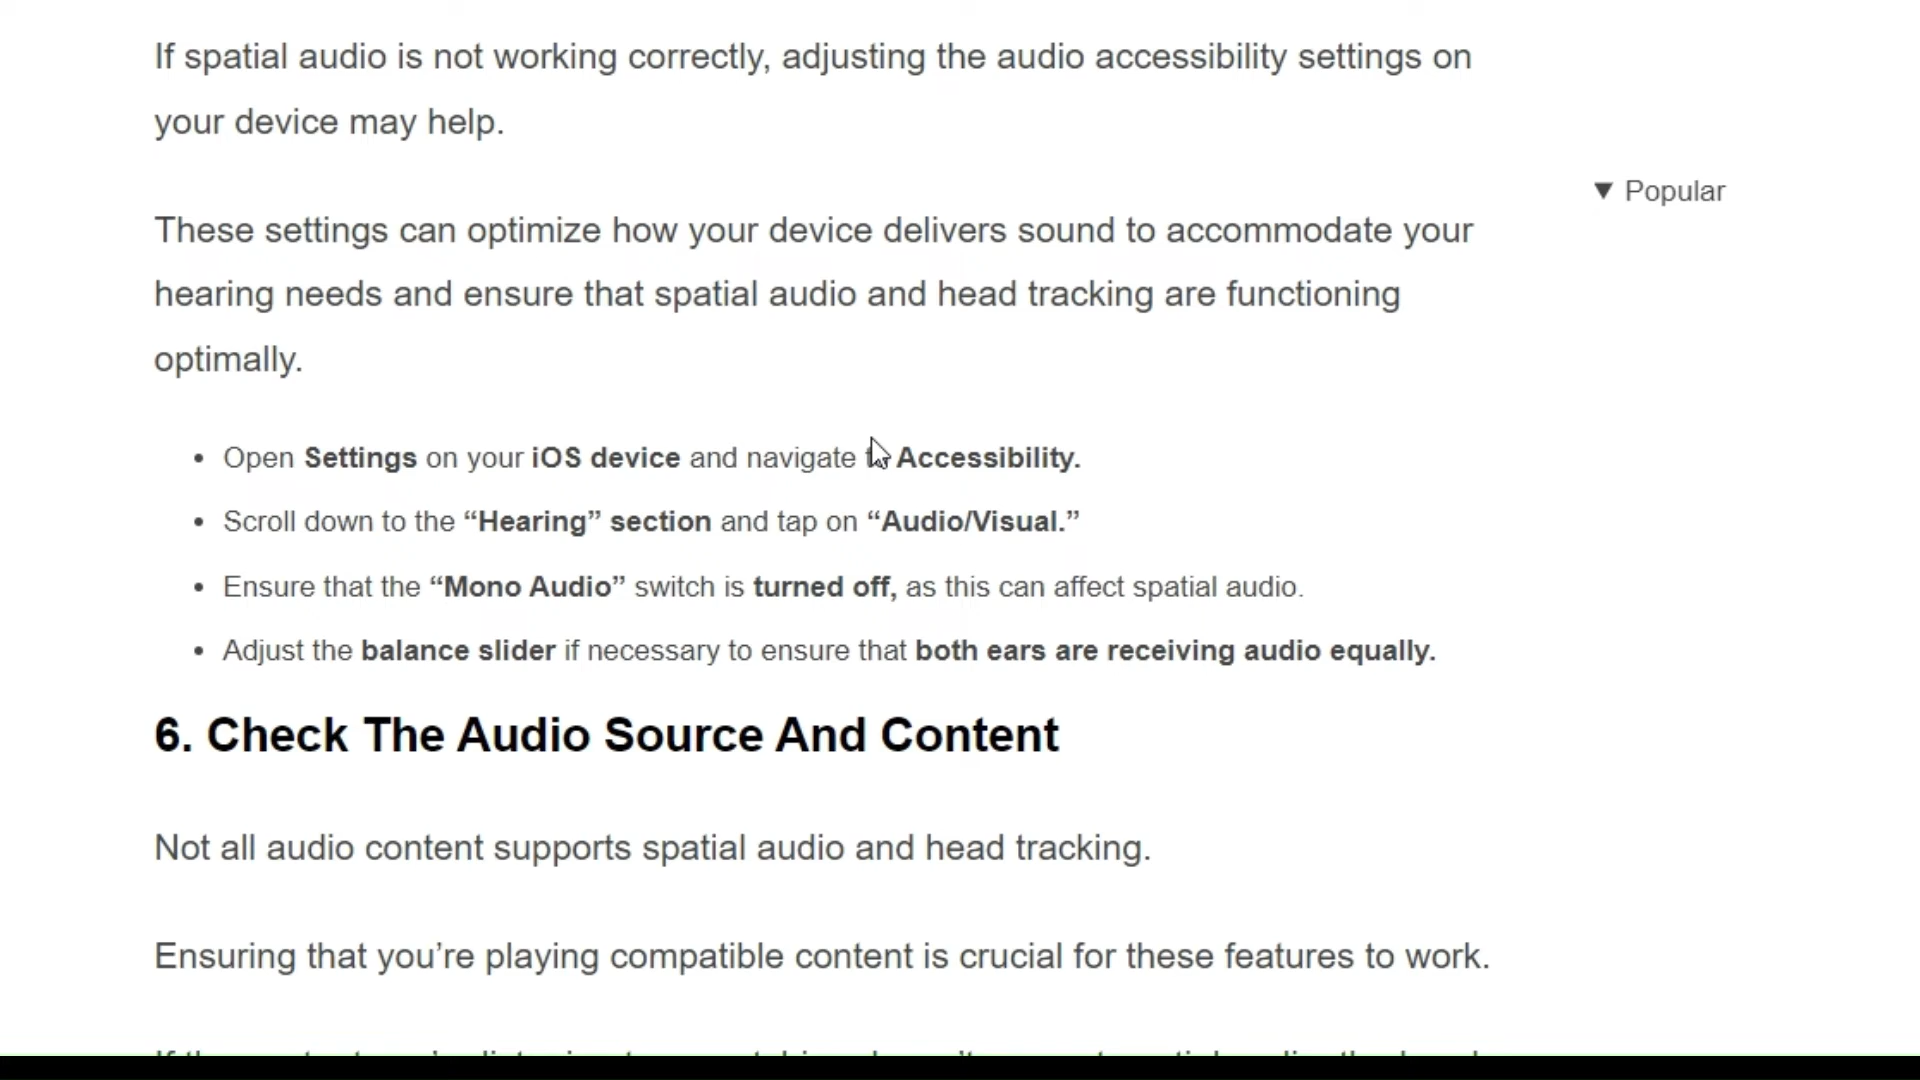 If spatial audio is not working correctly, adjusting the audio accessibility settings on
your device may help.
▼ Popular
These settings can optimize how your device delivers sound to accommodate your
hearing needs and ensure that spatial audio and head tracking are functioning
optimally.
• Open Settings on your iOS device and navigate Accessibility.
• Scroll down to the “Hearing” section and tap on “Audio/Visual.”
• Ensure that the “Mono Audio” switch is turned off, as this can affect spatial audio.
• Adjust the balance slider if necessary to ensure that both ears are receiving audio equally.
6. Check The Audio Source And Content
Not all audio content supports spatial audio and head tracking.
Ensuring that you’re playing compatible content is crucial for these features to work.